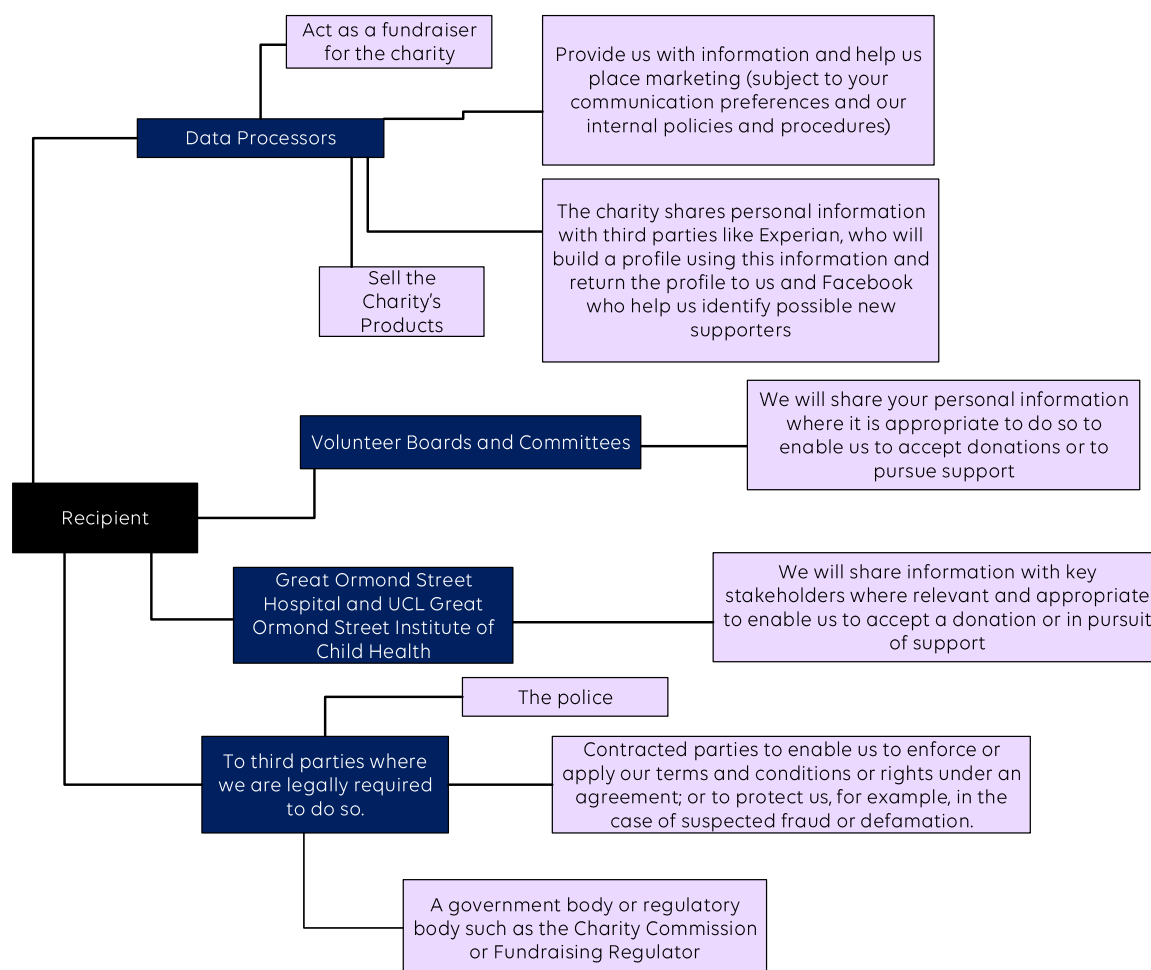 Act as a fundraiser
for the charity
Provide us with information and help us
place marketing (subject to your
communication preferences and our
internal policies and procedures)
Data Processors
The charity shares personal information
with third parties like Experian, who will
build a profile using this information and
return the profile to us and Facebook
who help us identify possible new
supporters
Sell the
Charity’s
Products
We will share your personal information
where it is appropriate to do so to
enable us to accept donations or to
pursue support
Volunteer Boards and Committees
Recipient
Great Ormond Street
Hospital and UCL Great
Ormond Street Institute of
Child Health
We will share information with key
stakeholders where relevant and appropriate
to enable us to accept a donation or in pursuit
of support
The police
To third parties where
we are legally required
to do so.
Contracted parties to enable us to enforce or
apply our terms and conditions or rights under an
agreement; or to protect us, for example, in the
case of suspected fraud or defamation.
A government body or regulatory
body such as the Charity Commission
or Fundraising Regulator